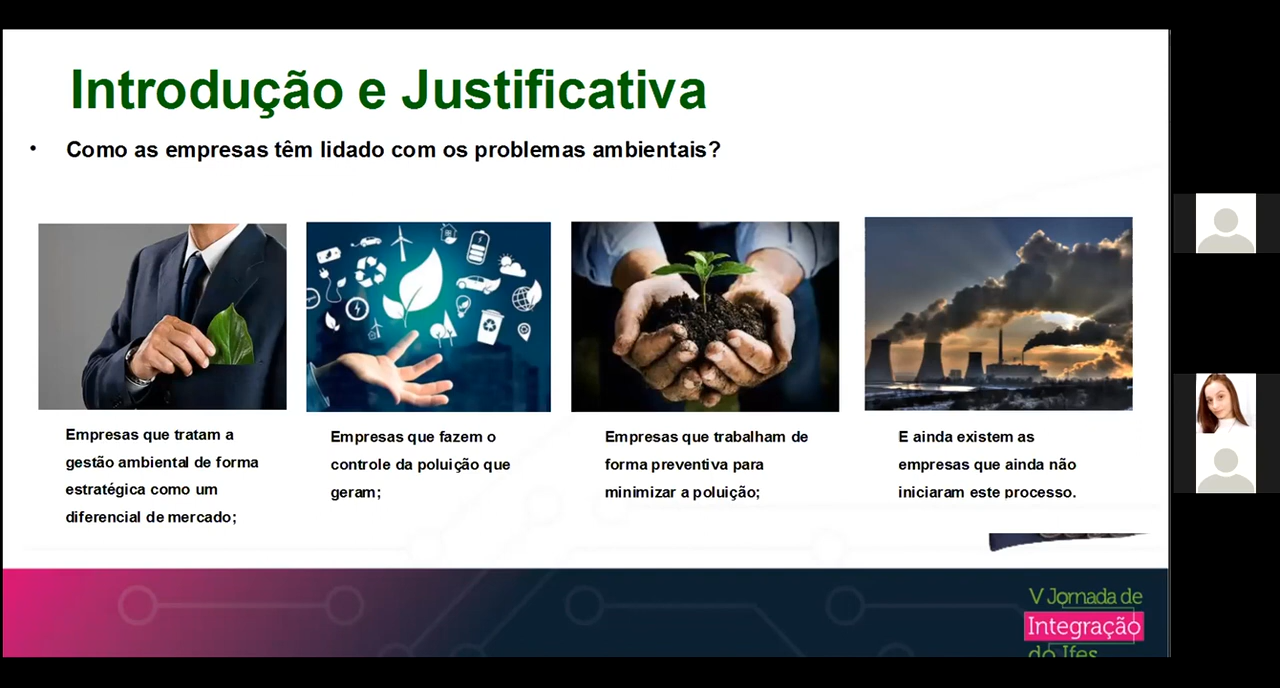 Introdução e Justificativa
• Como as empresas têm lidado com os problemas ambientais?
Empresas que tratam a
gestão ambiental de forma
estratégica como um
diferencial de mercado;
Empresas que fazem o
controle da poluição que
geram;
Empresas que trabalham de
forma preventiva para
minimizar a poluição;
E ainda existem as
empresas que ainda não
iniciaram este processo.
V Jornada de
Integração
do Ifes